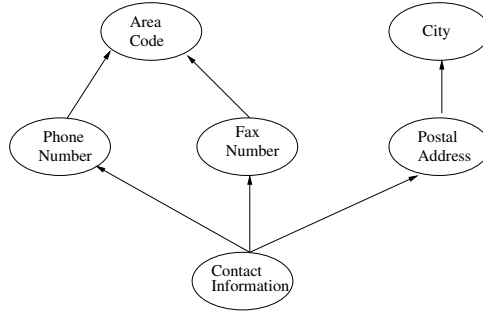 Area
Code
City
Phone
Number
Fax
Number
Postal
Address
Contact
Information